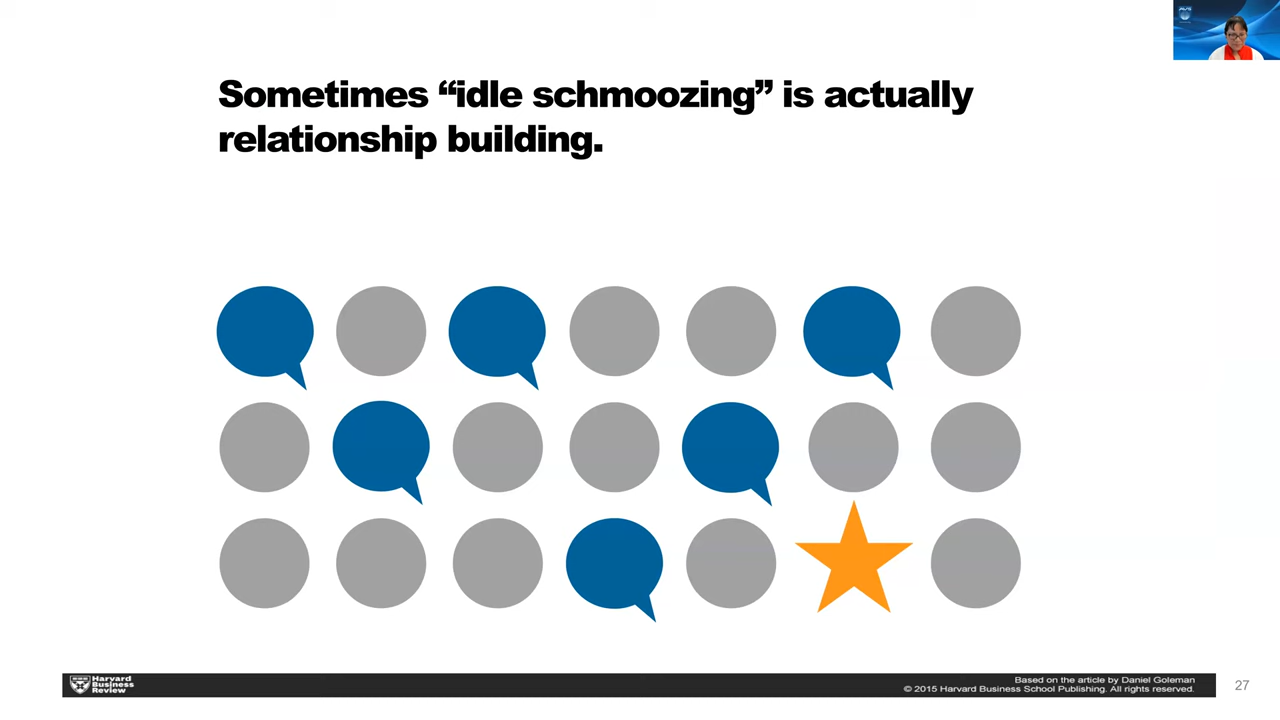 Sometimes “idle schmoozing” is actually
relationship building.
Harvard
Business
Review
Based on the article by Daniel Goleman
© 2015 Harvard Business School Publishing. All rights reserved.
27